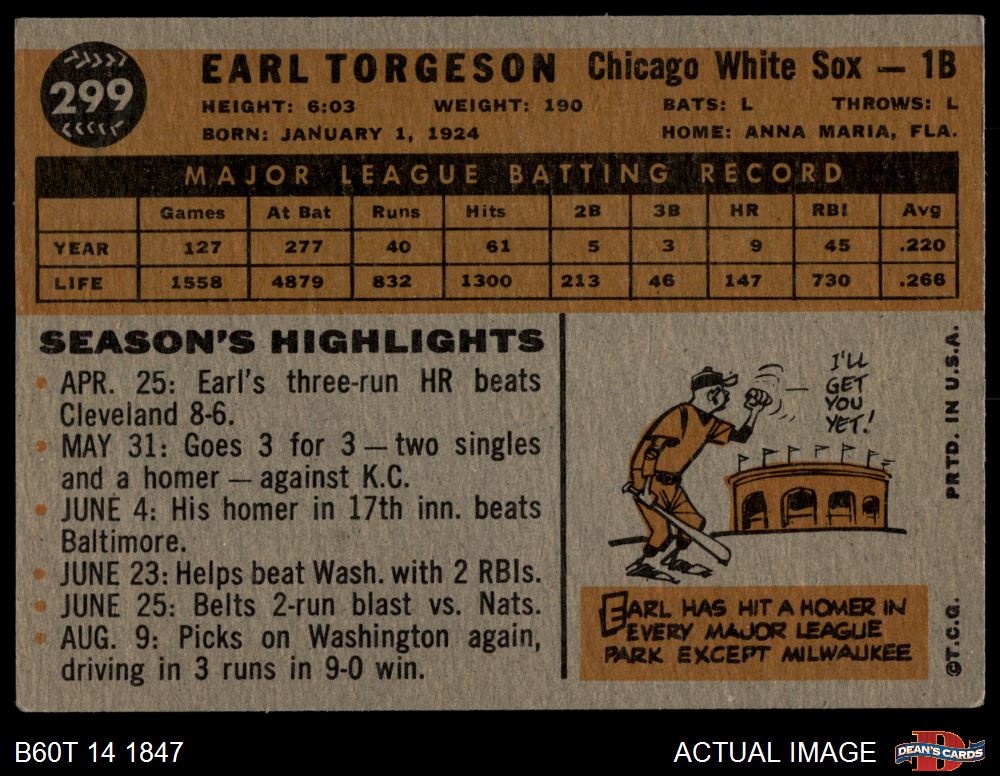 299
EARL TORGESON Chicago White Sox — 1B
HEIGHT: 6:03 WEIGHT: 190 BATS: L THROWS: L
BORN: JANUARY 1, 1924 HOME: ANNA MARIA, FLA.
MAJOR LEAGUE BATTING RECORD
Games At Bat Runs Hits 2B 3B HR RBI Avg
YEAR 127 277 40 61 5 3 9 45 .220
LIFE 1558 4879 832 1300 213 46 147 730 .266
SEASON'S HIGHLIGHTS
• APR. 25: Earl's three-run HR beats
Cleveland 8-6.
• MAY 31: Goes 3 for 3 — two singles
and a homer — against K.C.
• JUNE 4: His homer in 17th inn. beats
Baltimore.
• JUNE 23: Helps beat Wash. with 2 RBIs.
• JUNE 25: Belts 2-run blast vs. Nats.
• AUG. 9: Picks on Washington again,
driving in 3 runs in 9-0 win.
I'LL
GET
YOU
YET!
EARL HAS HIT A HOMER IN
EVERY MAJOR LEAGUE
PARK EXCEPT MILWAUKEE
©T.C.G. PRTD. IN U.S.A.
B60T 14 1847 ACTUAL IMAGE
D
DEAN'S CARDS